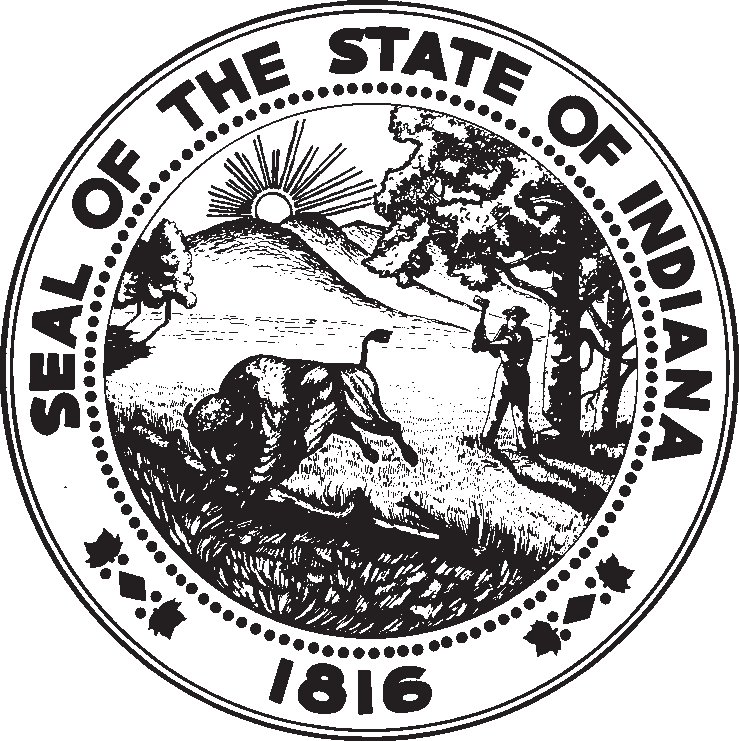 SEAL OF THE STATE OF INDIANA
1816